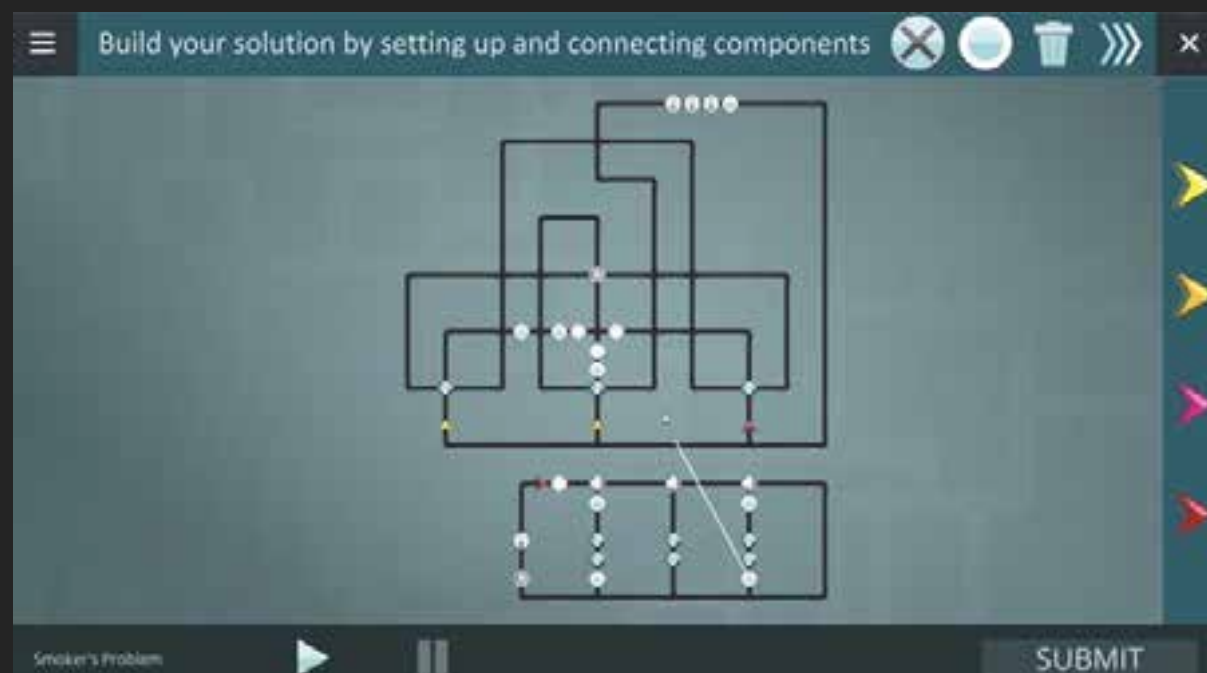 Build your solution by setting up and connecting components
Smoker's Problem
SUBMIT